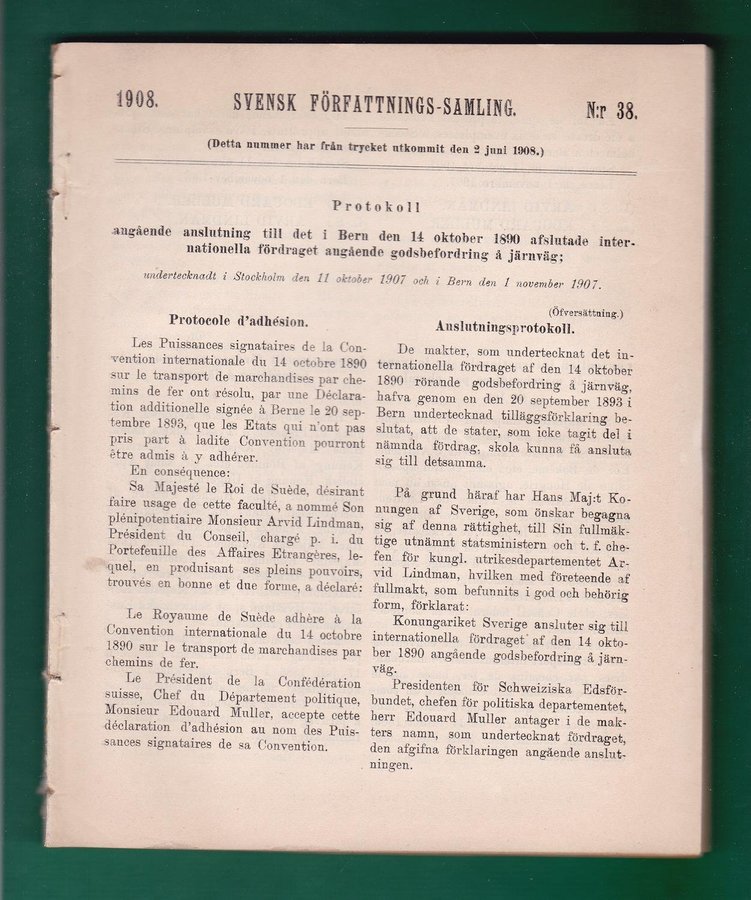 1908.
SVENSK FÖRFATTNINGS-SAMLING.
N:r 38.
(Detta nummer har från trycket utkommit den 2 juni 1908.)
Protokoll
angående anslutning till det i Bern den 14 oktober 1890 afslutade inter-
nationella fördraget angående godsbefordring å järnväg;
undertecknadt i Stockholm den 11 oktober 1907 och i Bern den 1 november 1907.
Protocole d'adhésion.
Les Puissances signataires de la Con-
vention internationale du 14 octobre 1890
sur le transport de marchandises par che-
mins de fer ont résolu, par une Déclara-
tion additionelle signée à Berne le 20 sep-
tembre 1893, que les Etats qui n'ont pas
pris part à ladite Convention pourront
être admis à y adhérer.
En conséquence:
Sa Majesté le Roi de Suède, désirant
faire usage de cette faculté, a nommé Son
plénipotentiaire Monsieur Arvid Lindman,
Président du Conseil, chargé p. i. du
Portefeuille des Affaires Etrangères, le-
quel, en produisant ses pleins pouvoirs,
trouvés en bonne et due forme, a déclaré:
Le Royaume de Suède adhère à la
Convention internationale du 14 octobre
1890 sur le transport de marchandises par
chemins de fer.
Le Président de la Confédération
suisse, Chef du Département politique,
Monsieur Edouard Muller, accepte cette
déclaration d'adhésion au nom des Puis-
sances signataires de sa Convention.
(Öfversättning.)
Anslutningsprotokoll.
De makter, som undertecknat det in-
ternationella fördraget af den 14 oktober
1890 rörande godsbefordring å järnväg,
hafva genom en den 20 september 1893 i
Bern undertecknad tilläggsförklaring be-
slutat, att de stater, som icke tagit del i
nämnda fördrag, skola kunna få ansluta
sig till detsamma.
På grund häraf har Hans Maj:t Ko-
nungen af Sverige, som önskar begagna
sig af denna rättighet, till Sin fullmäk-
tige utnämnt statsministern och t. f. che-
fen för kungl. utrikesdepartementet Ar-
vid Lindman, hvilken med företeende af
fullmakt, som befunnits i god och behörig
form, förklarat:
Konungariket Sverige ansluter sig till
internationella fördraget af den 14 okto-
ber 1890 angående godsbefordring å järn-
väg.
Presidenten för Schweiziska Edsför-
bundet, chefen för politiska departementet,
herr Edouard Muller antager i de mak-
ters namn, som undertecknat fördraget,
den afgifna förklaringen angående anslut-
ningen.